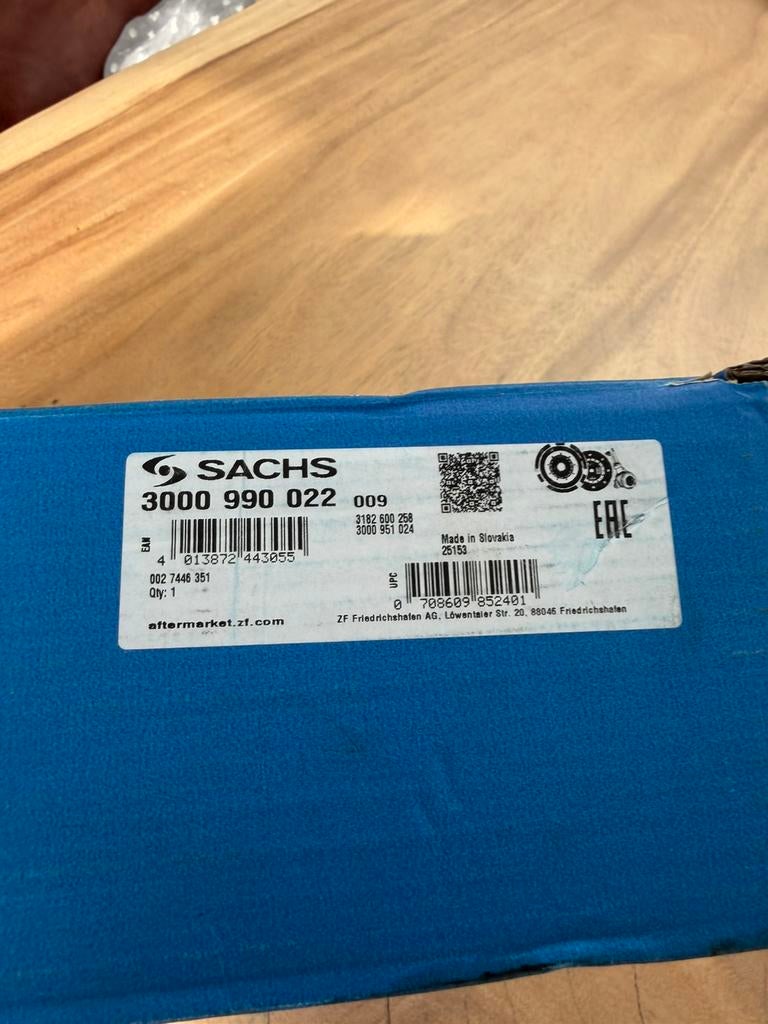 SACHS
3000 990 022 009
3182 600 258
3000 951 024
EAN
4 013872 443055
Made in Slovakia
25153
EAC
002 7446 351
Qty: 1
UPC
0 708609 852401
aftermarket.zf.com
ZF Friedrichshafen AG, Löwentaler Str. 20, 88046 Friedrichshafen